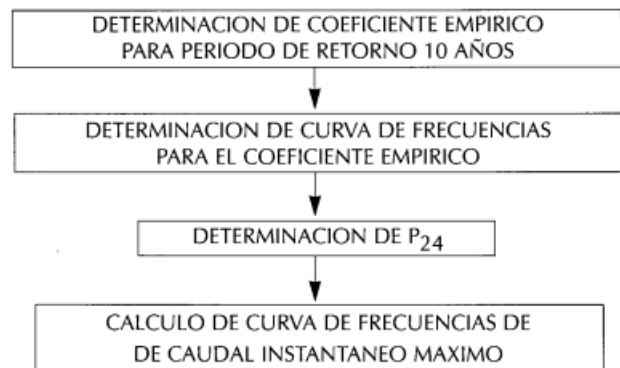 DETERMINACION DE COEFICIENTE EMPIRICO
PARA PERIODO DE RETORNO 10 AÑOS
DETERMINACION DE CURVA DE FRECUENCIAS
PARA EL COEFICIENTE EMPIRICO
DETERMINACION DE P24
CALCULO DE CURVA DE FRECUENCIAS DE
DE CAUDAL INSTANTANEO MAXIMO